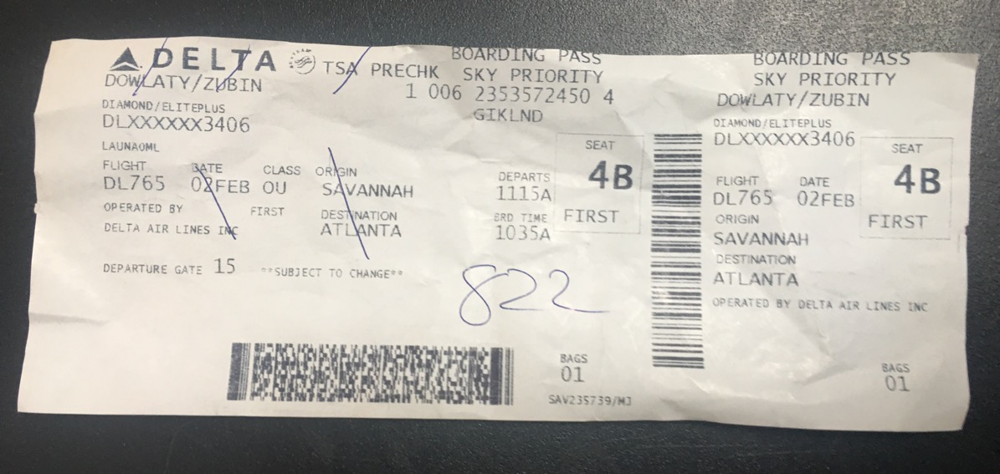 DELTA TSA PRECHK
BOARDING PASS
SKY PRIORITY
DOWLATY/ZUBIN
1 006 2353572450 4
GIKLND
DIAMOND/ELITEPLUS
DLXXXXXX3406
LAUNAOML
FLIGHT DATE CLASS ORIGIN DEPARTS
DL765 02FEB OU SAVANNAH 1115A
OPERATED BY FIRST DESTINATION BRD TIME
DELTA AIR LINES INC ATLANTA 1035A
SEAT
4B
FIRST
DEPARTURE GATE 15 **SUBJECT TO CHANGE**
822
BAGS
01
SAV235739/MJ
BOARDING PASS
SKY PRIORITY
DOWLATY/ZUBIN
DIAMOND/ELITEPLUS
DLXXXXXX3406
SEAT
4B
FIRST
FLIGHT DATE
DL765 02FEB
ORIGIN
SAVANNAH
DESTINATION
ATLANTA
OPERATED BY DELTA AIR LINES INC
BAGS
01